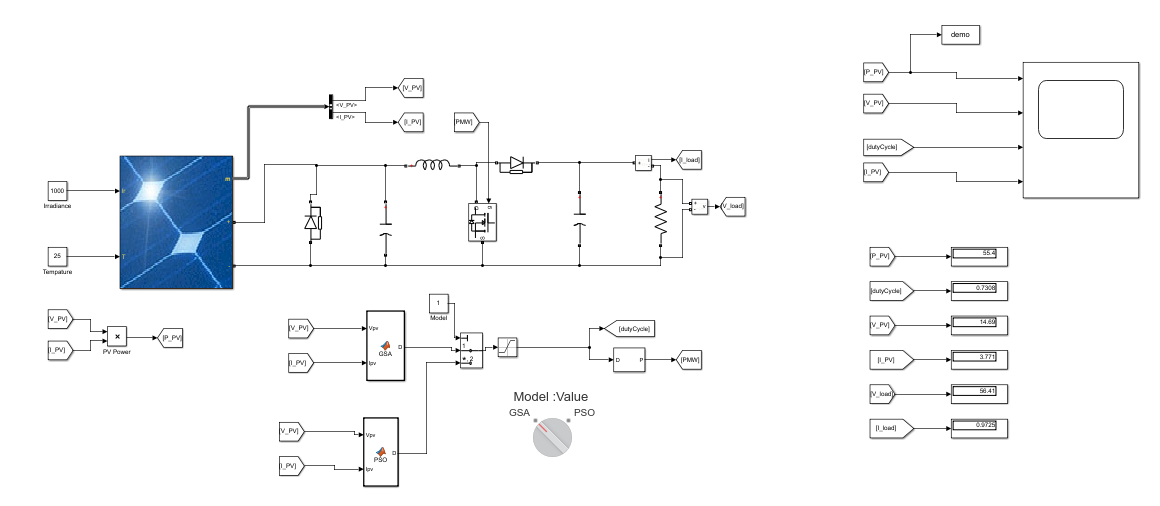 demo
[P_PV]
[V_PV]
[dutyCycle]
[I_PV]
<V_PV>
<I_PV>
[V_PV]
[I_PV]
[PMW]
[I_load]
V_load]
1000
Irradiance
25
Tempature
m
+
-
g
D
S
i
v
[V_PV]
[I_PV]
×
PV Power
[P_PV]
[V_PV]
[I_PV]
Vpv
Ipv
GSA
D
1
Model
1
*, 2
[dutyCycle]
D
P
[PMW]
Model :Value
GSA
PSO
[V_PV]
[I_PV]
Vpv
Ipv
PSO
D
[P_PV]
55.4
[dutyCycle]
0.7308
[V_PV]
14.69
[I_PV]
3.771
[V_load]
56.41
[I_load]
0.9725